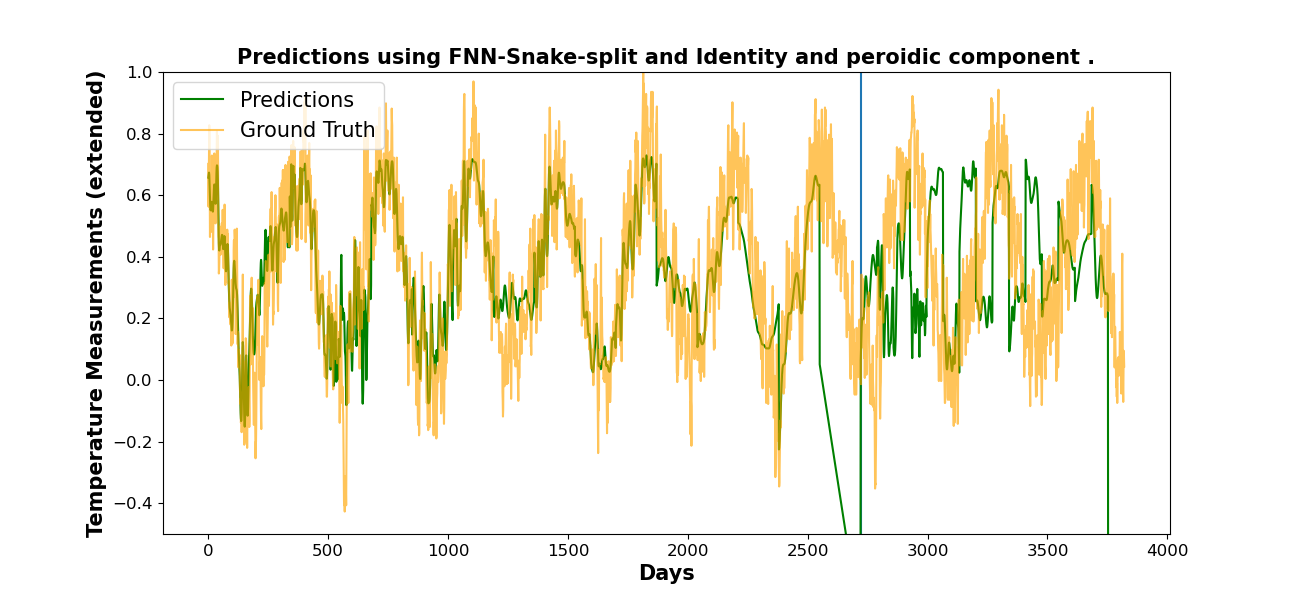 Predictions using FNN-Snake-split and Identity and peroidic component .
Temperature Measurements (extended)
1.0
0.8
0.6
0.4
0.2
0.0
−0.2
−0.4
Predictions
Ground Truth
0 500 1000 1500 2000 2500 3000 3500 4000
Days